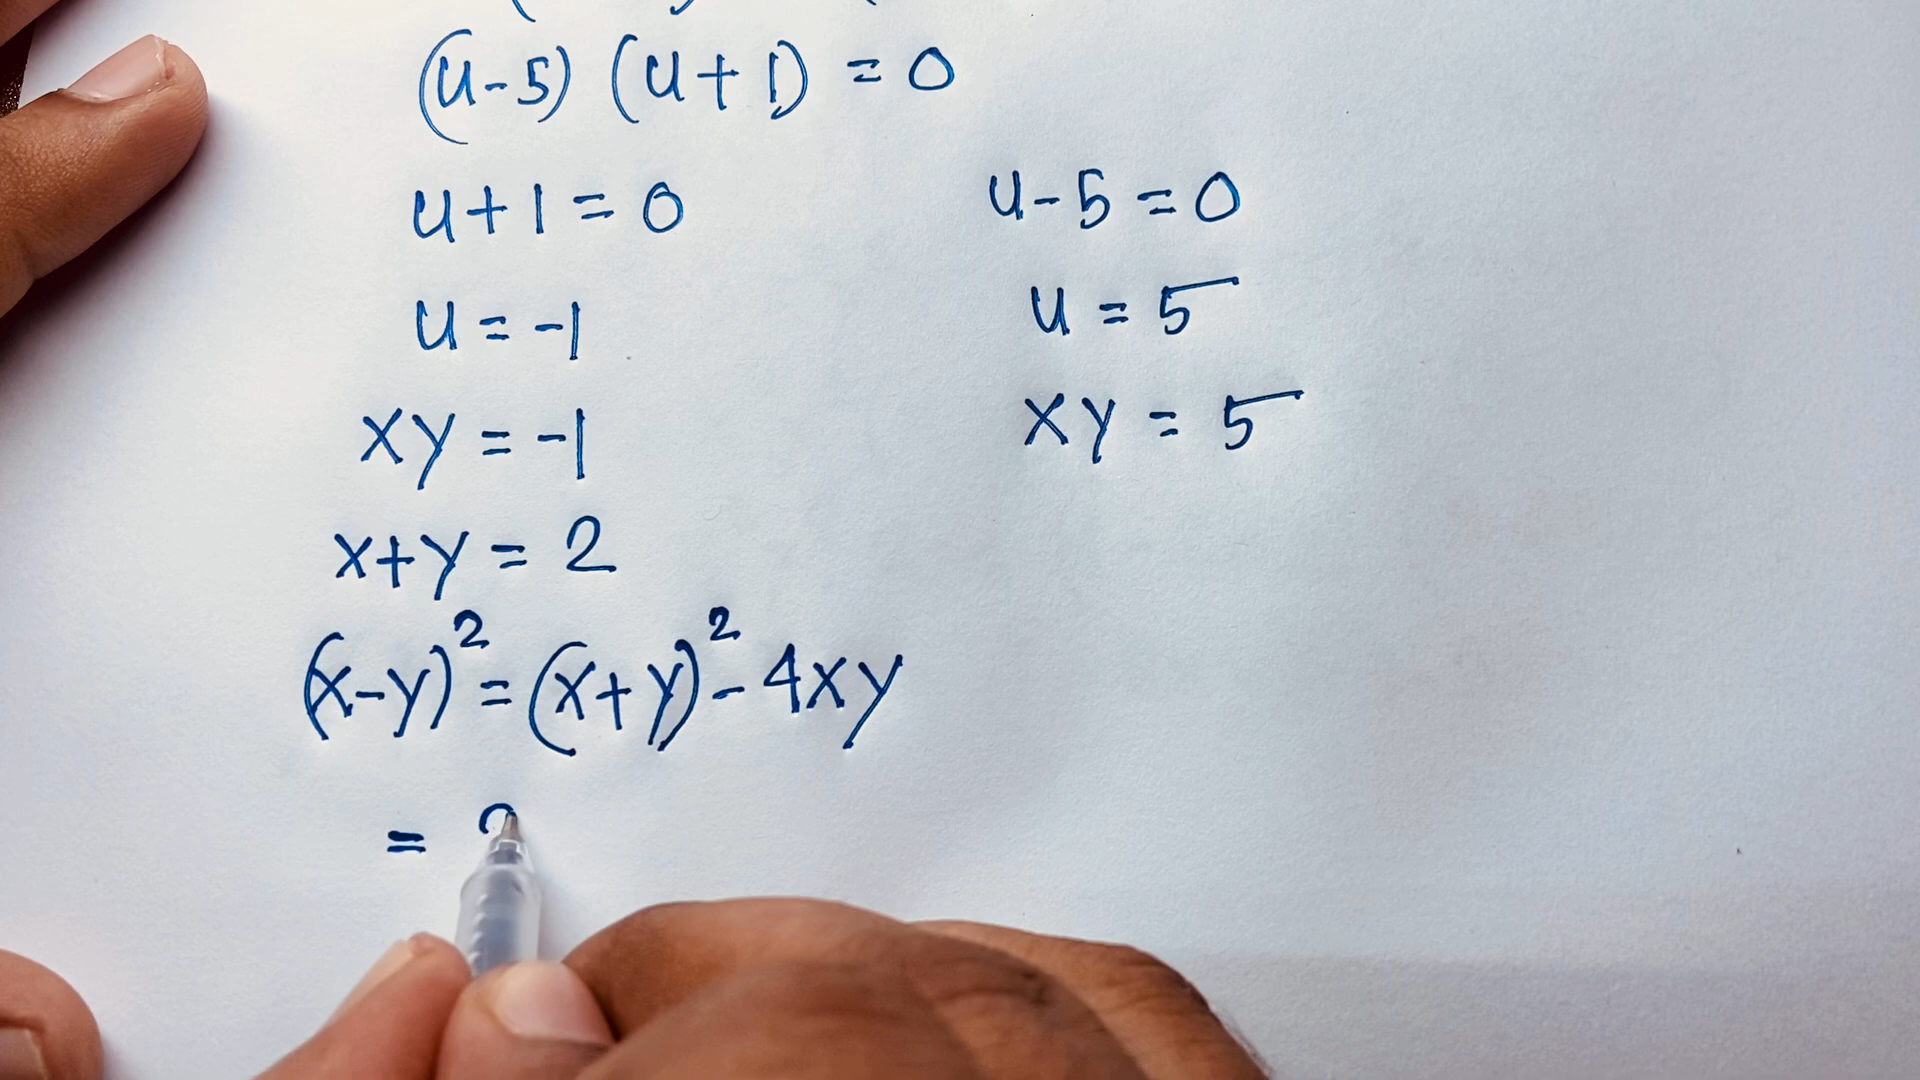 (u-5) (u+1) = 0
u+1 = 0
u-5 = 0
u = -1
u = 5
xy = -1
xy = 5
x+y = 2
(x-y)² = (x+y)² - 4xy
=